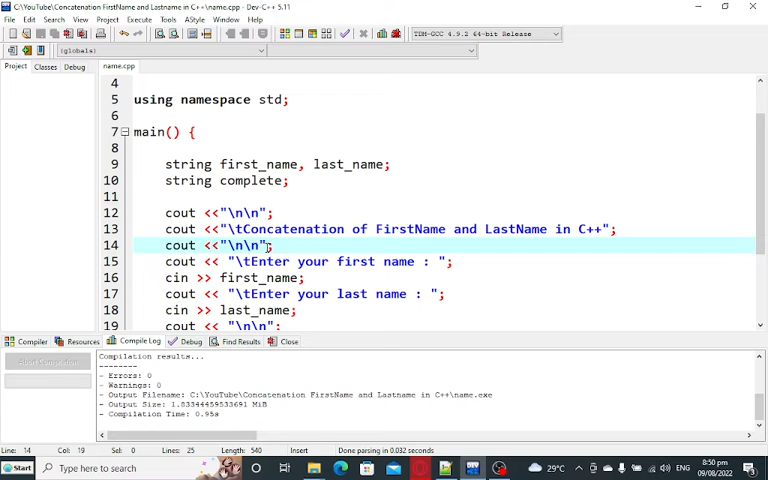 C:\YouTube\Concatenation FirstName and Lastname in C++\name.cpp - Dev-C++ 5.11
File Edit Search View Project Execute Tools AStyle Window Help
TDM-GCC 4.9.2 64-bit Release
(globals)
Project Classes Debug name.cpp
4
5 using namespace std;
6
7 main() {
8
9 string first_name, last_name;
10 string complete;
11
12 cout <<"\n\n";
13 cout <<"\tConcatenation of FirstName and LastName in C++";
14 cout <<"\n\n";
15 cout << "\tEnter your first name : ";
16 cin >> first_name;
17 cout << "\tEnter your last name : ";
18 cin >> last_name;
19 cout << "\n\n";
Compiler Resources Compile Log Debug Find Results Close
Abort Compilation
Compilation results...
--------
- Errors: 0
- Warnings: 0
- Output Filename: C:\YouTube\Concatenation FirstName and Lastname in C++\name.exe
- Output Size: 1.83344459533691 MiB
- Compilation Time: 0.95s
Line: 14 Col: 19 Sel: 0 Lines: 25 Length: 540 Insert Done parsing in 0.032 seconds
Start Type here to search DEV 29°C ENG 8:50 pm
09/08/2022 3